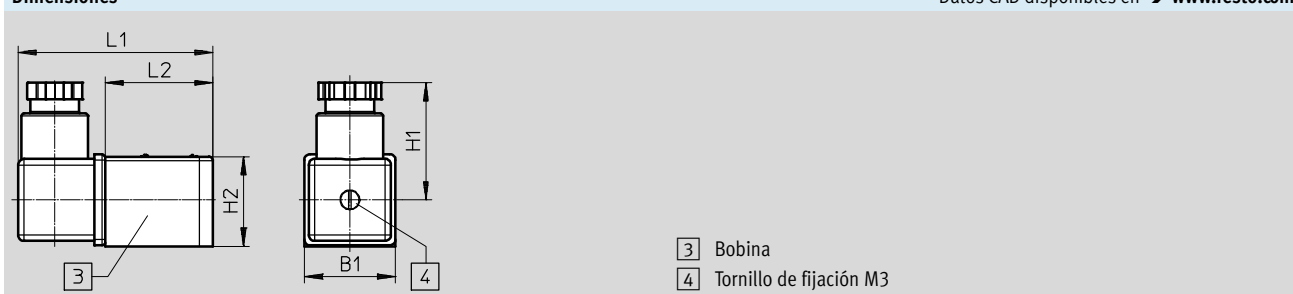 Dimensiones Datos CAD disponibles en → www.festo.com
L1
L2
H1
H2
B1
3
4
3 Bobina
4 Tornillo de fijación M3